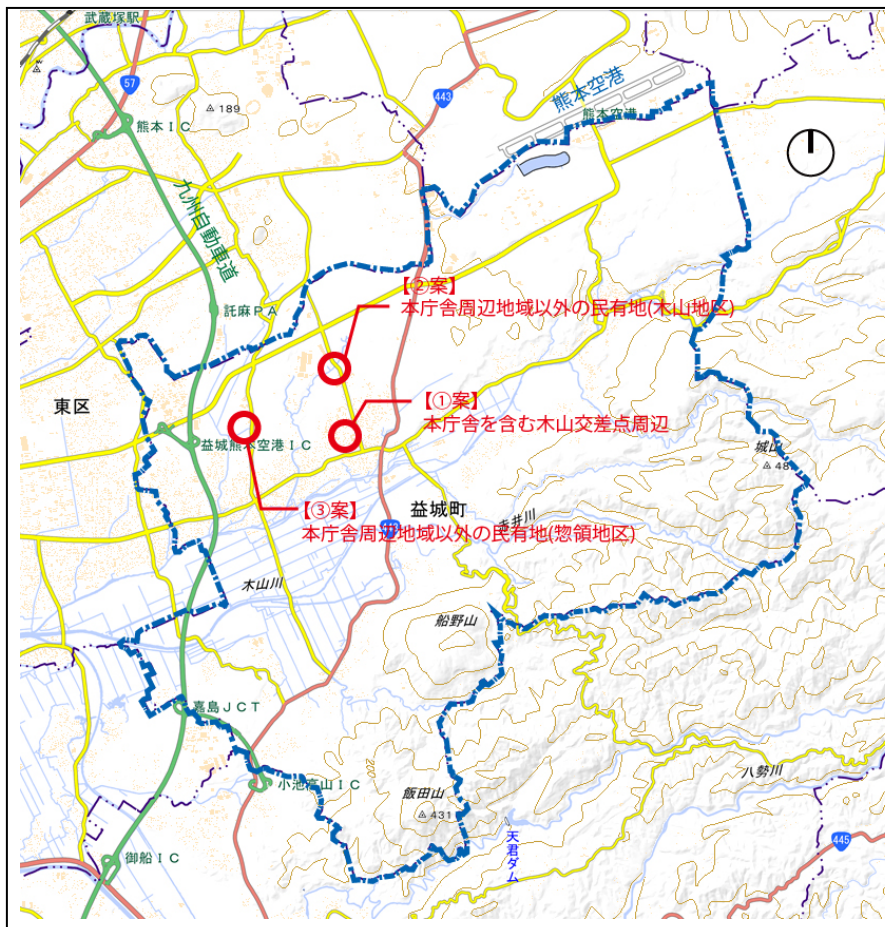 武蔵塚駅
57
189
熊本ＩＣ
443
熊本空港
熊本空港
九州自動車道
託麻ＰＡ
【②案】
本庁舎周辺地域以外の民有地(木山地区)
東区
【①案】
本庁舎を含む木山交差点周辺
益城熊本空港ＩＣ
城山
48
【③案】
本庁舎周辺地域以外の民有地(惣領地区)
益城町
赤井川
木山川
船野山
嘉島ＪＣＴ
小池高山ＩＣ
200
飯田山
431
八勢川
天君ダム
445
御船ＩＣ